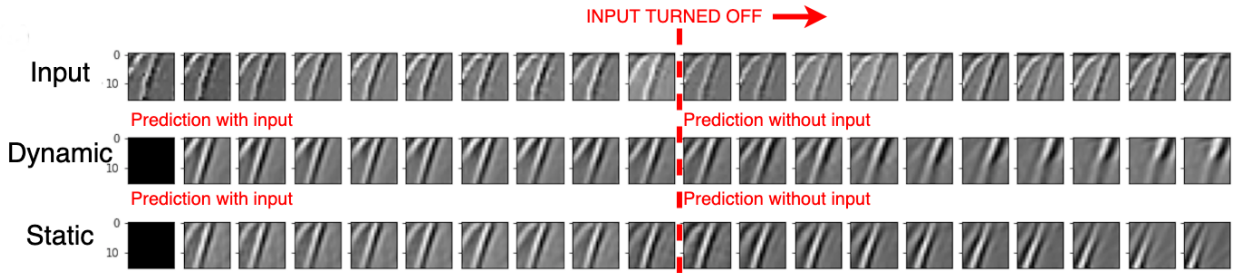 INPUT TURNED OFF
Input
0
10
Prediction with input
Prediction without input
Dynamic
0
10
Prediction with input
Prediction without input
Static
0
10